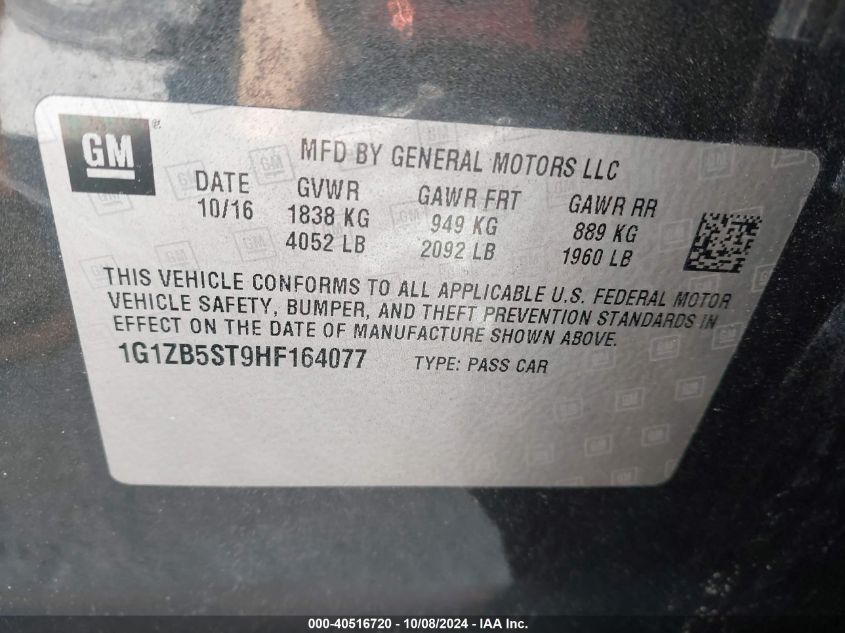 GM ®
MFD BY GENERAL MOTORS LLC
DATE GVWR GAWR FRT GAWR RR
10/16 1838 KG 949 KG 889 KG
4052 LB 2092 LB 1960 LB
THIS VEHICLE CONFORMS TO ALL APPLICABLE U.S. FEDERAL MOTOR
VEHICLE SAFETY, BUMPER, AND THEFT PREVENTION STANDARDS IN
EFFECT ON THE DATE OF MANUFACTURE SHOWN ABOVE.
1G1ZB5ST9HF164077 TYPE: PASS CAR
000-40516720 - 10/08/2024 - IAA Inc.